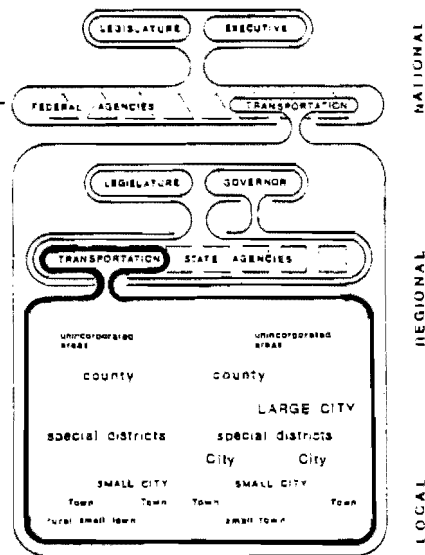 LEGISLATURE EXECUTIVE
NATIONAL
FEDERAL AGENCIES TRANSPORTATION
LEGISLATURE GOVERNOR
TRANSPORTATION STATE AGENCIES
REGIONAL
unincorporated areas
unincorporated areas
county county
LARGE CITY
special districts special districts
City City
SMALL CITY SMALL CITY
Town Town Town Town
rural small town small town
LOCAL